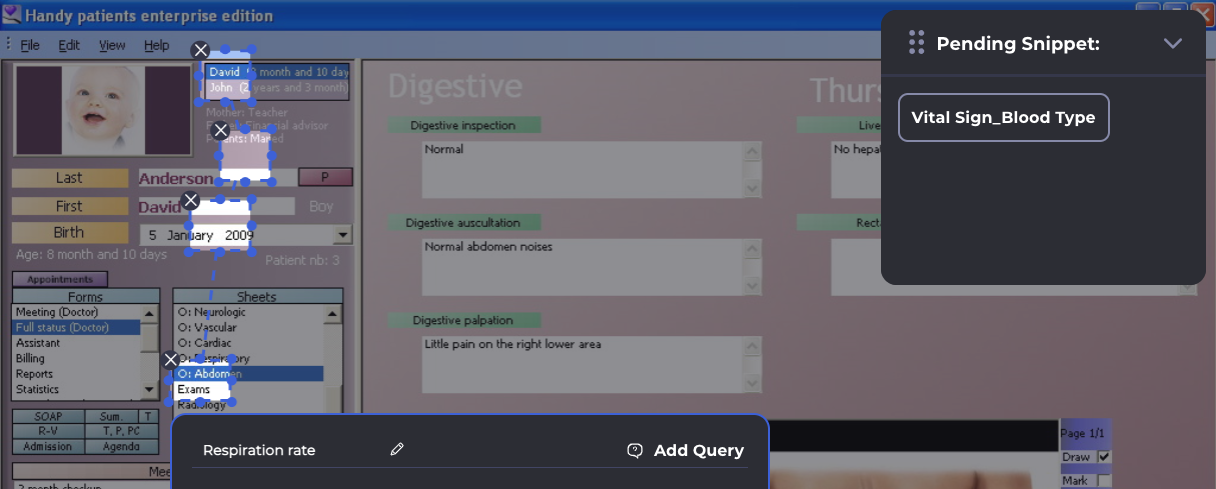 Handy patients enterprise edition
File Edit View Help
Pending Snippet:
Vital Sign_Blood Type
David (8 month and 10 day
John (2 years and 3 month)
Mother: Teacher
Financial advisor
Digestive
Thurs
Digestive inspection
Live
Normal
No hepat
Last
Anderson
P
First
David
Boy
Birth
5 January 2009
Digestive auscultation
Rect
Normal abdomen noises
Age: 8 month and 10 days
Patient nb: 3
Appointments
Forms
Sheets
Meeting (Doctor)
Full status (Doctor)
Assistant
Billing
Reports
Statistics
O: Neurologic
O: Vascular
O: Cardiac
O: Respiratory
O: Abdomen
Exams
Radiology
Digestive palpation
Little pain on the right lower area
SOAP
Sum.
T
R-V
T, P, PC
Admission
Agenda
Mee
Respiration rate
Add Query
Page 1/1
Draw
Mark